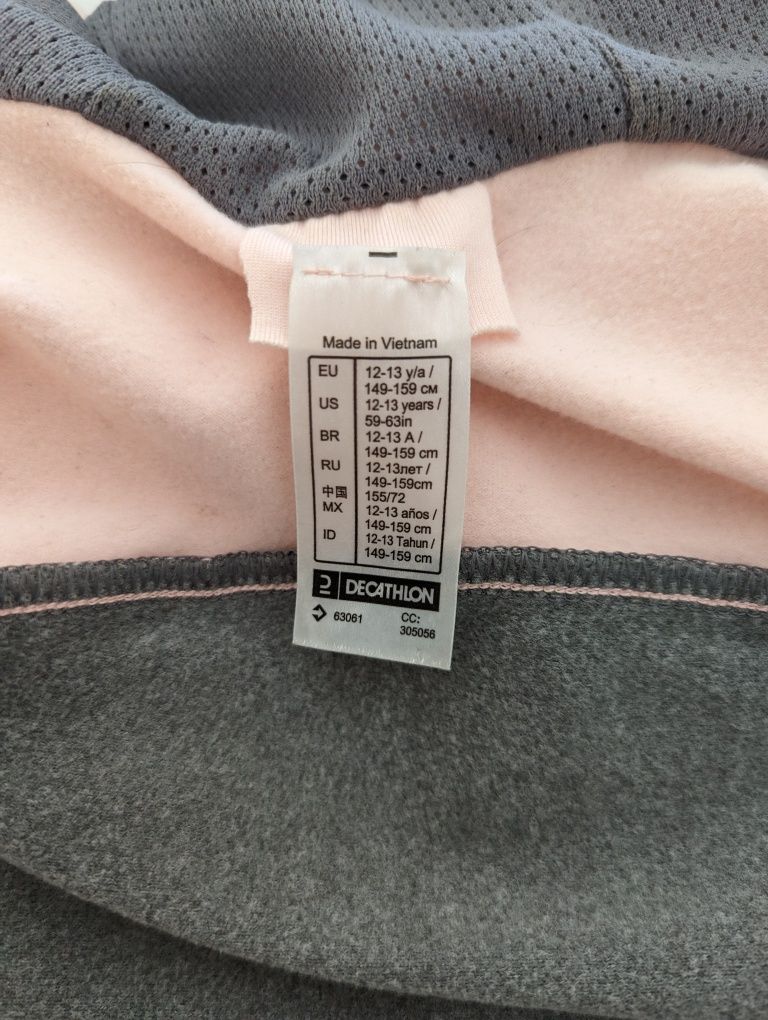 Made in Vietnam
EU 12-13 y/a /
149-159 см
US 12-13 years /
59-63in
BR 12-13 A /
149-159 cm
RU 12-13лет /
149-159cm
中国 155/72
MX 12-13 años /
149-159 cm
ID 12-13 Tahun /
149-159 cm
DECATHLON
63061 CC:
305056